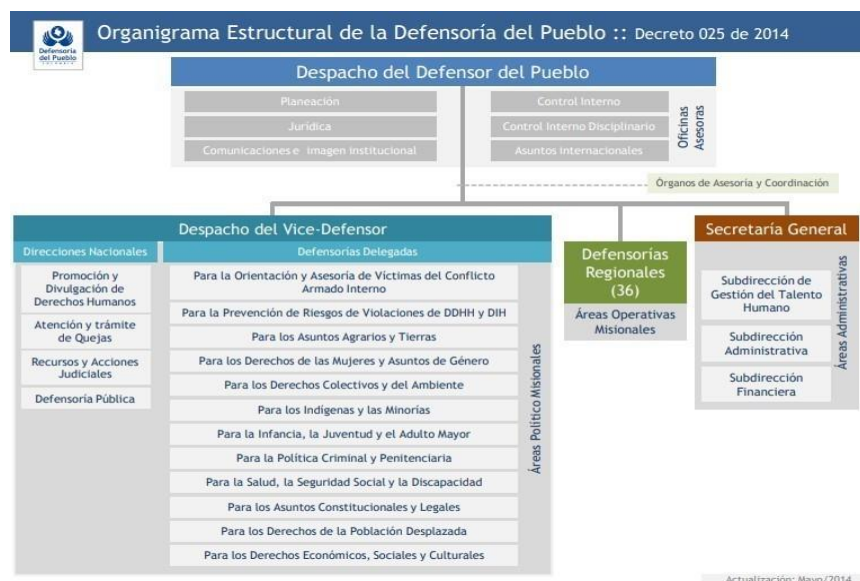 Organigrama Estructural de la Defensoría del Pueblo :: Decreto 025 de 2014
Defensoría
del Pueblo
COLOMBIA
Despacho del Defensor del Pueblo
Planeación
Jurídica
Comunicaciones e Imagen institucional
Control Interno
Control Interno Disciplinario
Asuntos Internacionales
Oficinas
Asesoras
Órganos de Asesoría y Coordinación
Despacho del Vice-Defensor
Direcciones Nacionales
Promoción y
Divulgación de
Derechos Humanos
Atención y trámite
de Quejas
Recursos y Acciones
Judiciales
Defensoría Pública
Defensorías Delegadas
Para la Orientación y Asesoría de Víctimas del Conflicto
Armado Interno
Para la Prevención de Riesgos de Violaciones de DDHH y DIH
Para los Asuntos Agrarios y Tierras
Para los Derechos de las Mujeres y Asuntos de Género
Para los Derechos Colectivos y del Ambiente
Para los Indígenas y las Minorías
Para la Infancia, la Juventud y el Adulto Mayor
Para la Política Criminal y Penitenciaria
Para la Salud, la Seguridad Social y la Discapacidad
Para los Asuntos Constitucionales y Legales
Para los Derechos de la Población Desplazada
Para los Derechos Económicos, Sociales y Culturales
Áreas Político Misionales
Defensorías
Regionales
(36)
Áreas Operativas
Misionales
Secretaría General
Subdirección de
Gestión del Talento
Humano
Subdirección
Administrativa
Subdirección
Financiera
Áreas Administrativas
Actualización: Mayo/2014